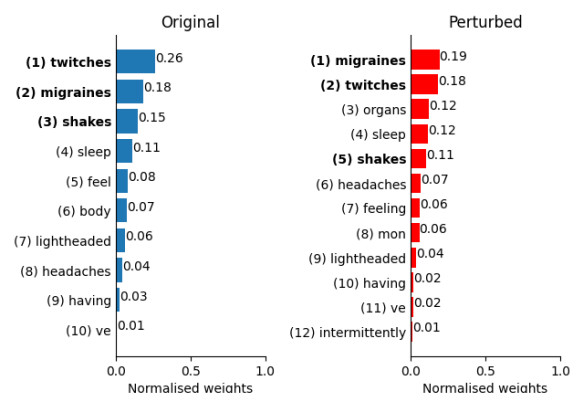 Original
(1) twitches 0.26
(2) migraines 0.18
(3) shakes 0.15
(4) sleep 0.11
(5) feel 0.08
(6) body 0.07
(7) lightheaded 0.06
(8) headaches 0.04
(9) having 0.03
(10) ve 0.01
0.0 0.5 1.0
Normalised weights
Perturbed
(1) migraines 0.19
(2) twitches 0.18
(3) organs 0.12
(4) sleep 0.12
(5) shakes 0.11
(6) headaches 0.07
(7) feeling 0.06
(8) mon 0.06
(9) lightheaded 0.04
(10) having 0.02
(11) ve 0.02
(12) intermittently 0.01
0.0 0.5 1.0
Normalised weights